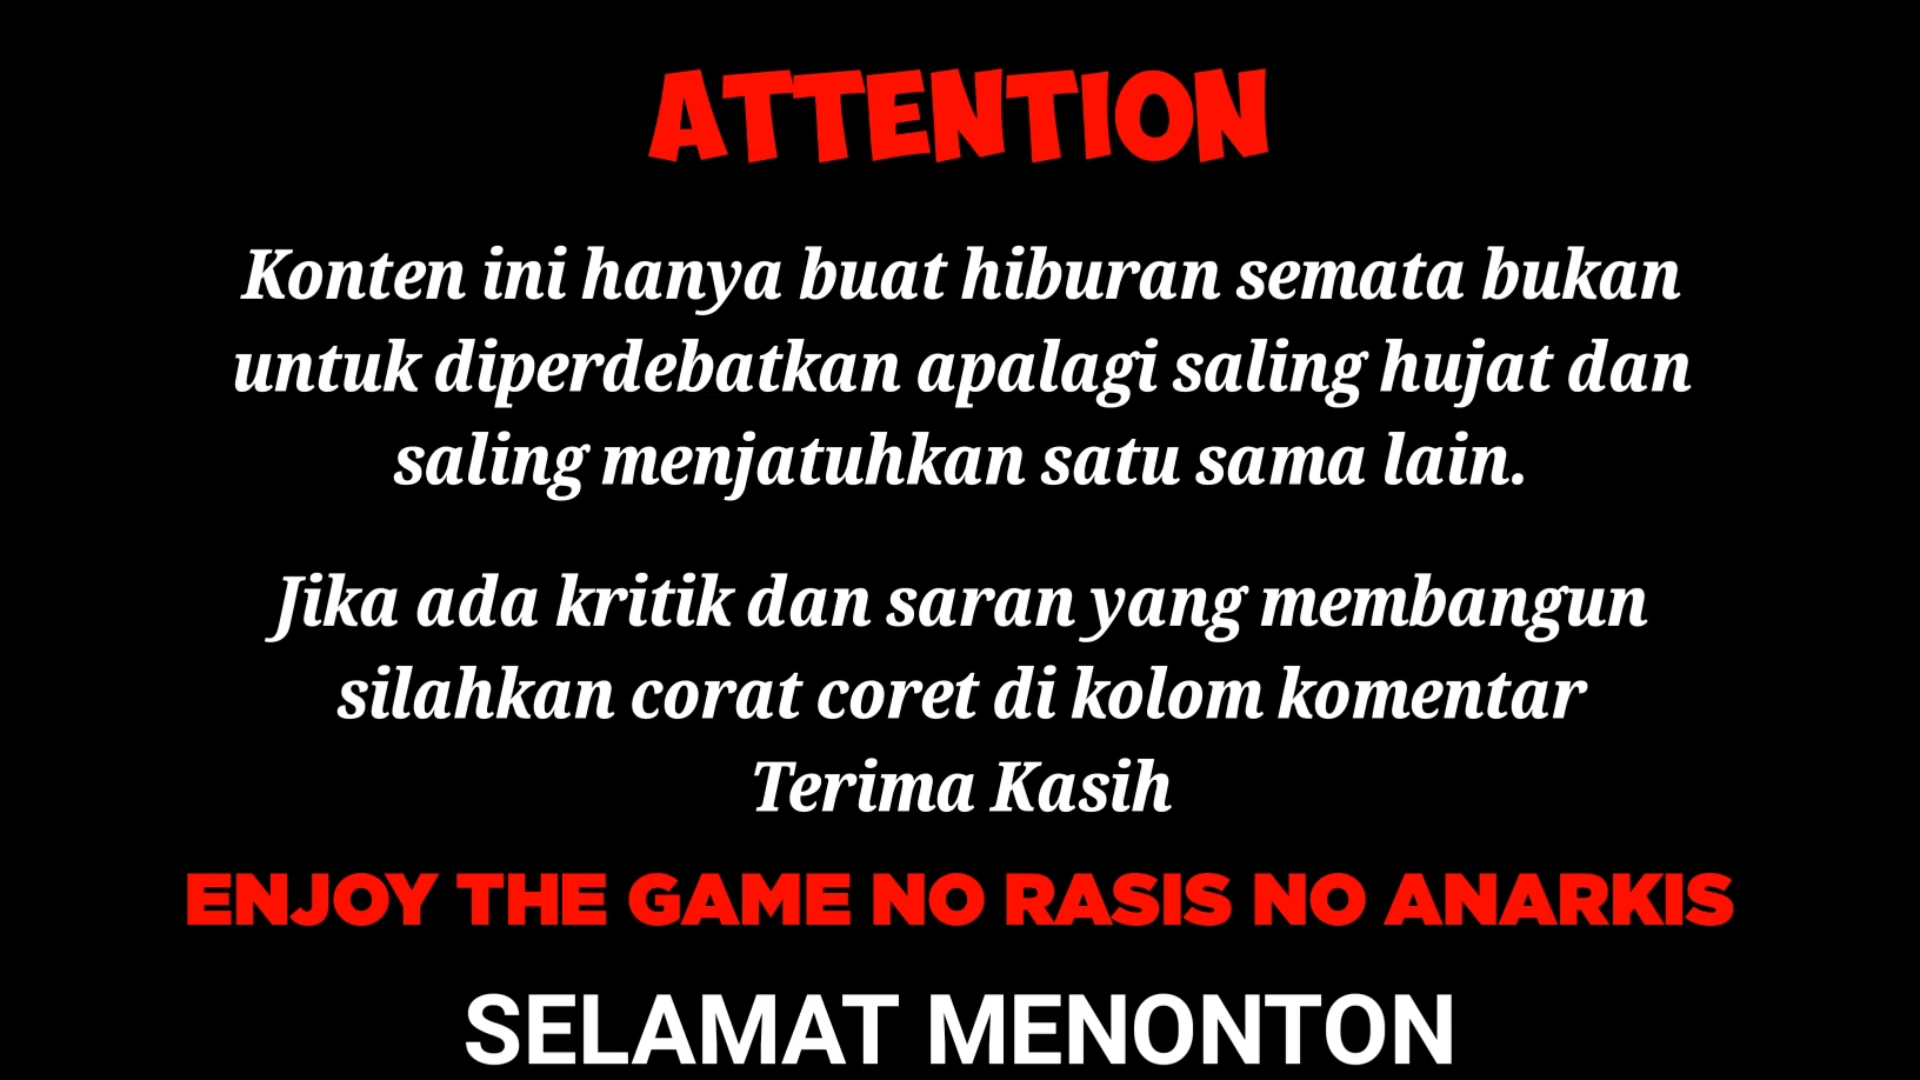 ATTENTION
Konten ini hanya buat hiburan semata bukan
untuk diperdebatkan apalagi saling hujat dan
saling menjatuhkan satu sama lain.
Jika ada kritik dan saran yang membangun
silahkan corat coret di kolom komentar
Terima Kasih
ENJOY THE GAME NO RASIS NO ANARKIS
SELAMAT MENONTON